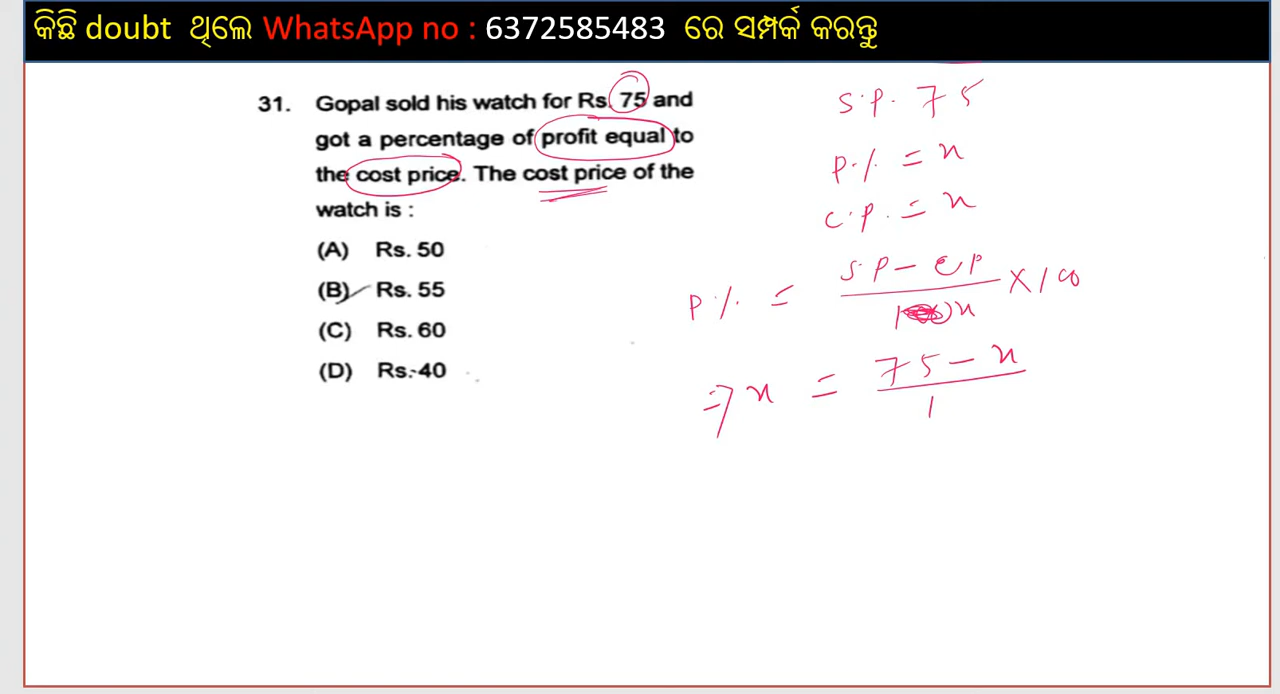 କିଛି doubt ଥିଲେ WhatsApp no : 6372585483 ରେ ସମ୍ପର୍କ କରନ୍ତୁ
31. Gopal sold his watch for Rs. 75 and
got a percentage of profit equal to
the cost price. The cost price of the
watch is :
(A) Rs. 50
(B) Rs. 55
(C) Rs. 60
(D) Rs. 40
S.P. 75
P.% = x
C.P. = x
P% = SP - CP
x × 100
⇒ x = 75 - x
1